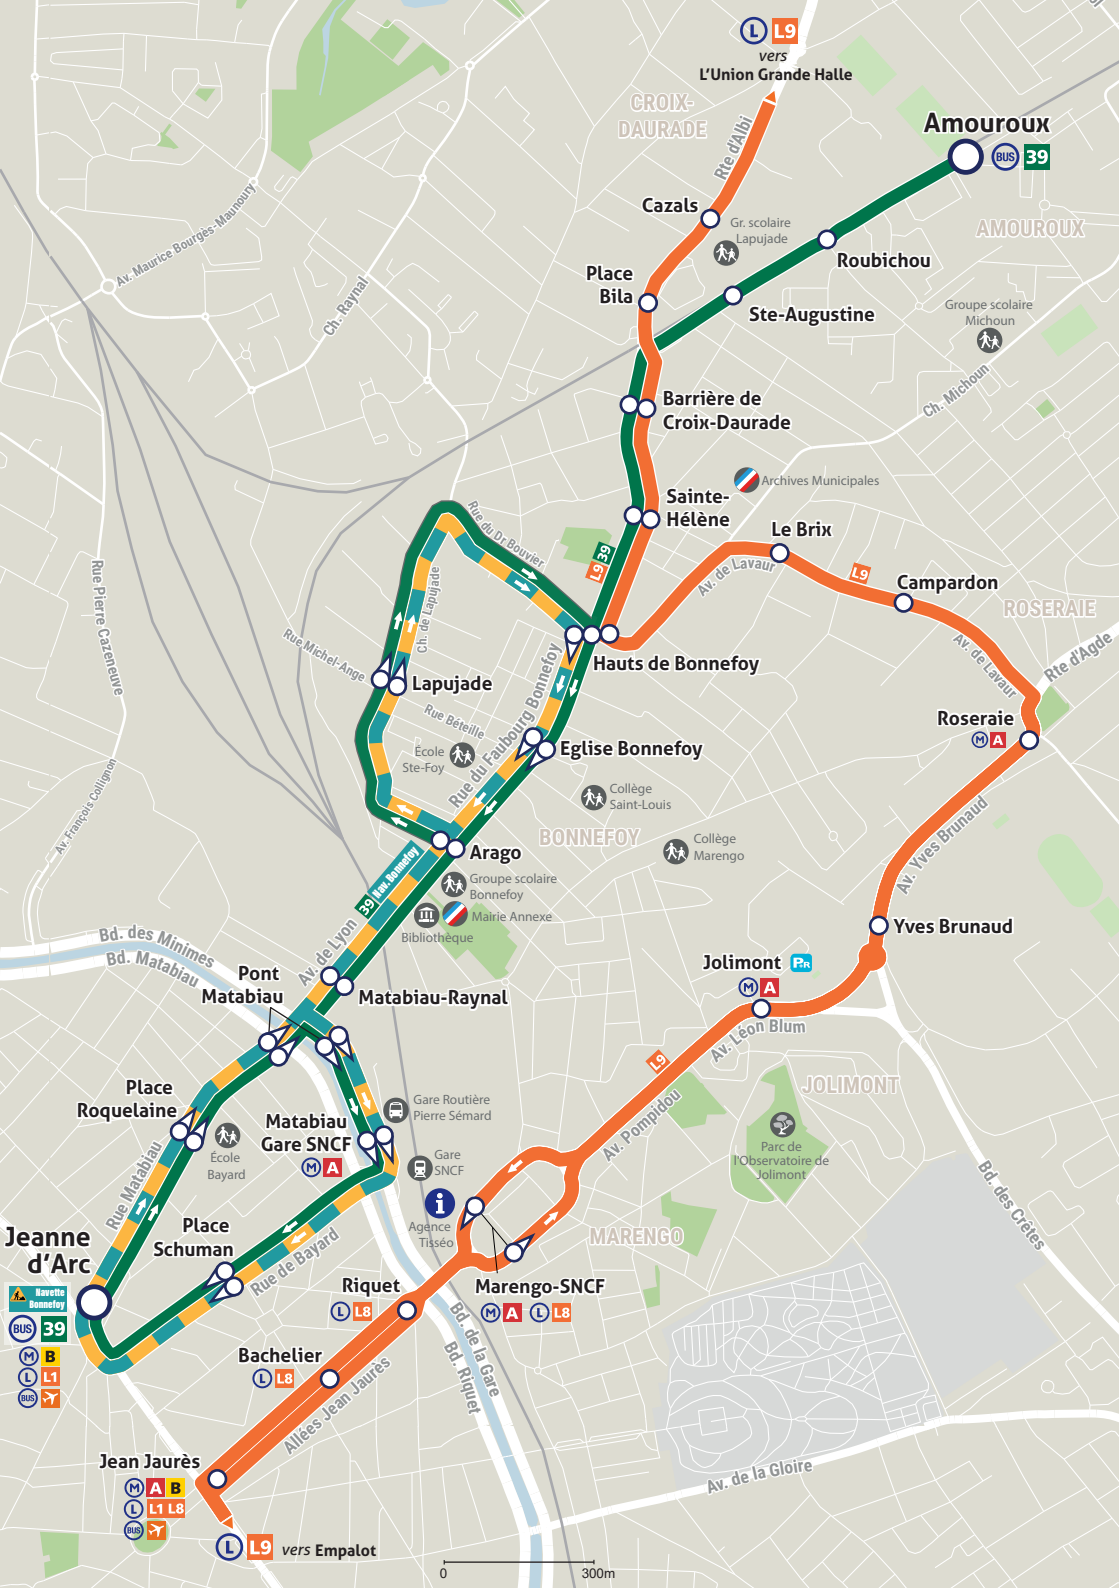 L L9
vers
L'Union Grande Halle
CROIX-
DAURADE
Rte d'Albi
Amouroux
BUS 39
Cazals
Gr. scolaire
Lapujade
AMOUROUX
Av. Maurice Bourgès-Maunoury
Roubichou
Place
Bila
Ch. Raynal
Ste-Augustine
Groupe scolaire
Michoun
Ch. Michoun
Barrière de
Croix-Daurade
Archives Municipales
Sainte-
Hélène
Rue du Dr Bouvier
Le Brix
L9 39
Av. de Lavaur
L9
Campardon
ROSERAIE
Rue Pierre Cazeneuve
Ch. de Lapujade
Rue Michel-Ange
Hauts de Bonnefoy
Av. de Lavaur
Rte d'Agde
Lapujade
Rue Béteille
Rue du Faubourg Bonnefoy
Roseraie
M A
École
Ste-Foy
Eglise Bonnefoy
Av. François Collignon
Collège
Saint-Louis
BONNEFOY
Collège
Marengo
Av. Yves Brunaud
Arago
39 Nav. Bonnefoy
Groupe scolaire
Bonnefoy
Mairie Annexe
Bibliothèque
Yves Brunaud
Bd. des Minimes
Bd. Matabiau
Av. de Lyon
Jolimont P+R
M A
Pont
Matabiau
Matabiau-Raynal
Av. Léon Blum
L9
JOLIMONT
Place
Roquelaine
Gare Routière
Pierre Sémard
Matabiau
Gare SNCF
M A
École
Bayard
Gare
SNCF
Av. Pompidou
Parc de
l'Observatoire de
Jolimont
Rue Matabiau
Bd. des Crêtes
i
Agence
Tisséo
Place
Schuman
Rue de Bayard
MARENGO
Jeanne
d'Arc
Navette
Bonnefoy
BUS 39
M B
L L1
BUS
Riquet
L L8
Marengo-SNCF
M A L L8
Bd. de la Gare
Bd. Riquet
Bachelier
L L8
Allées Jean Jaurès
Jean Jaurès
M A B
L L1 L8
BUS
Av. de la Gloire
L L9 vers Empalot
0 300m